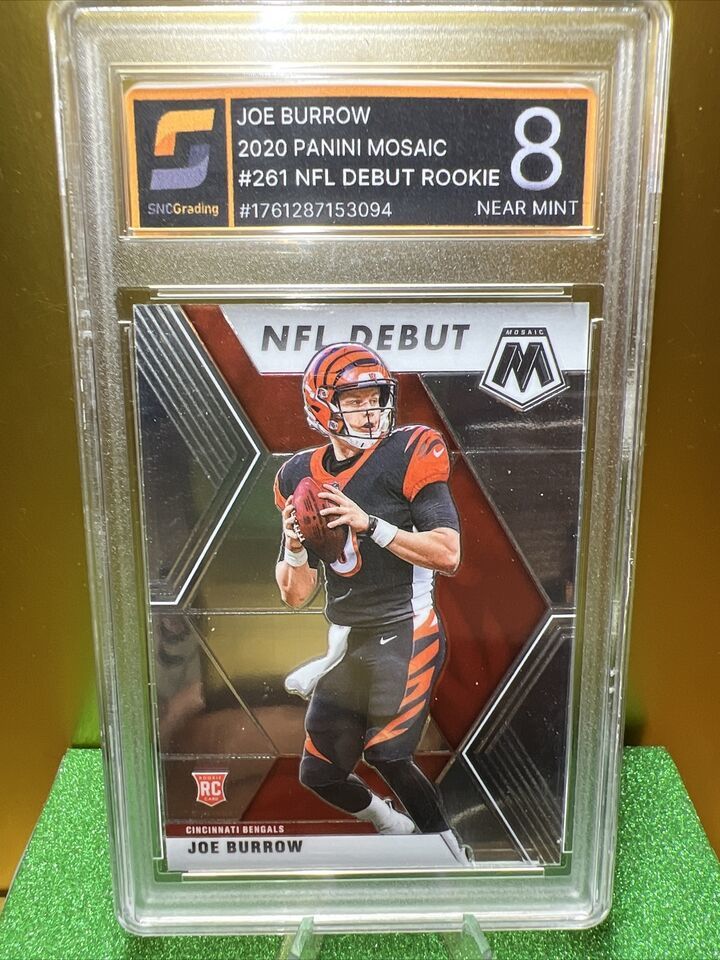 JOE BURROW
2020 PANINI MOSAIC
#261 NFL DEBUT ROOKIE
8
SNCGrading
#1761287153094
NEAR MINT
NFL DEBUT
MOSAIC
M
ROOKIE
RC
CARD
CINCINNATI BENGALS
JOE BURROW